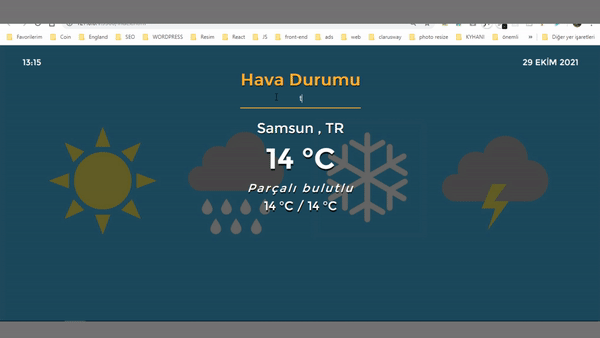 Favorilerim Coin England SEO WORDPRESS Resim React JS front-end ads web clarusway photo resize KYHANİ önemli » Diğer yer işaretleri
13:15 29 EKİM 2021
Hava Durumu
t
Samsun , TR
14 °C
Parçalı bulutlu
14 °C / 14 °C